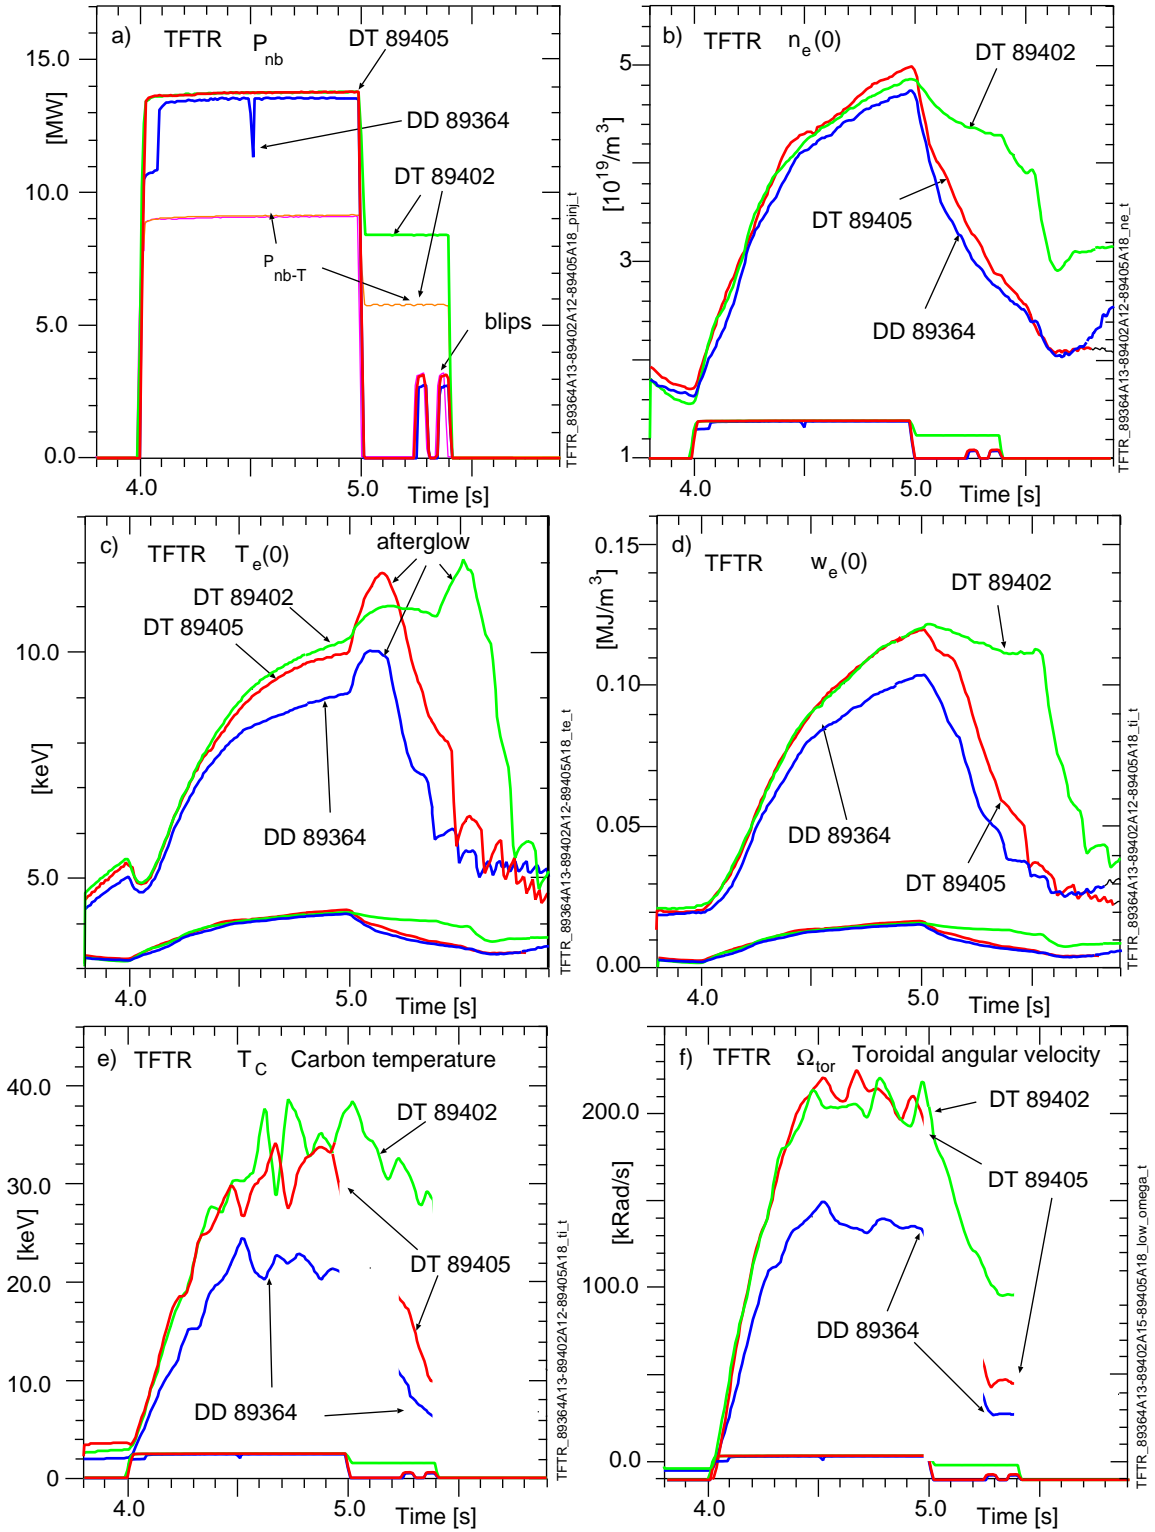 a) TFTR P_nb
DT 89405
15.0
[MW]
DD 89364
10.0
DT 89402
P_nb-T
5.0
blips
0.0
4.0 5.0
Time [s]
TFTR_89364A13-89402A12-89405A18_pinj_t
b) TFTR n_e(0)
DT 89402
5
[10^19/m^3]
DT 89405
3
DD 89364
1
4.0 5.0
Time [s]
TFTR_89364A13-89402A12-89405A18_ne_t
c) TFTR T_e(0)
afterglow
DT 89402
DT 89405
10.0
[keV]
DD 89364
5.0
4.0 5.0
Time [s]
TFTR_89364A13-89402A12-89405A18_te_t
d) TFTR w_e(0)
0.15
[MJ/m^3]
DT 89402
0.10
DD 89364
0.05
DT 89405
0.00
4.0 5.0
Time [s]
TFTR_89364A13-89402A12-89405A18_ti_t
e) TFTR T_C Carbon temperature
40.0
DT 89402
30.0
[keV]
DT 89405
20.0
10.0
DD 89364
0
4.0 5.0
Time [s]
TFTR_89364A13-89402A12-89405A18_ti_t
f) TFTR Ω_tor Toroidal angular velocity
200.0
DT 89402
DT 89405
[kRad/s]
100.0
DD 89364
0.0
4.0 5.0
Time [s]
TFTR_89364A13-89402A15-89405A18_low_omega_t